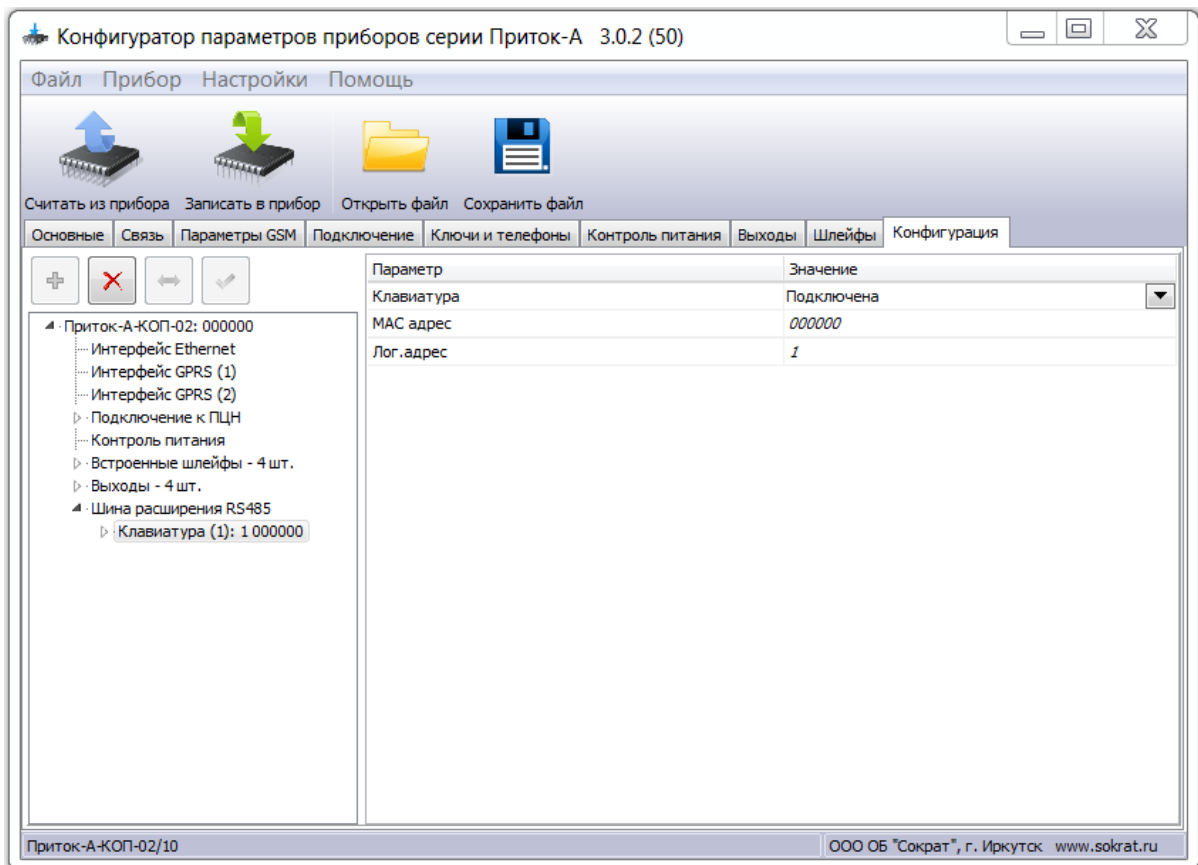 Конфигуратор параметров приборов серии Приток-А 3.0.2 (50)
Файл Прибор Настройки Помощь
Считать из прибора Записать в прибор Открыть файл Сохранить файл
Основные Связь Параметры GSM Подключение Ключи и телефоны Контроль питания Выходы Шлейфы Конфигурация
Параметр Значение
Клавиатура Подключена
МАС адрес 000000
Лог.адрес 1
Приток-А-КОП-02: 000000
Интерфейс Ethernet
Интерфейс GPRS (1)
Интерфейс GPRS (2)
Подключение к ПЦН
Контроль питания
Встроенные шлейфы - 4 шт.
Выходы - 4 шт.
Шина расширения RS485
Клавиатура (1): 1 000000
Приток-А-КОП-02/10 ООО ОБ "Сократ", г. Иркутск www.sokrat.ru